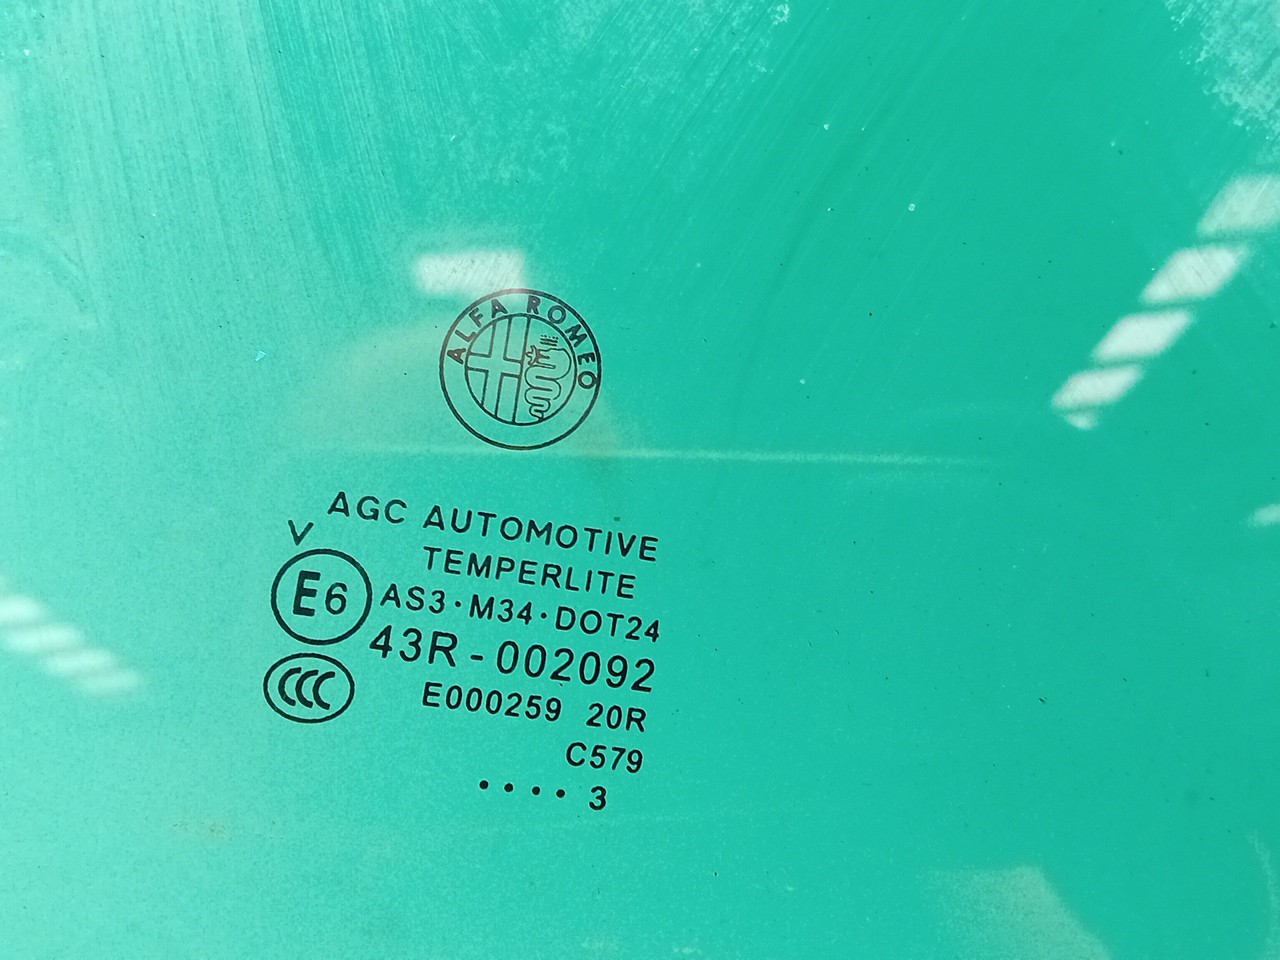 ALFA ROMEO
AGC AUTOMOTIVE
V
TEMPERLITE
E6
AS3·M34·DOT24
43R-002092
CCC
E000259 20R
C579
....3